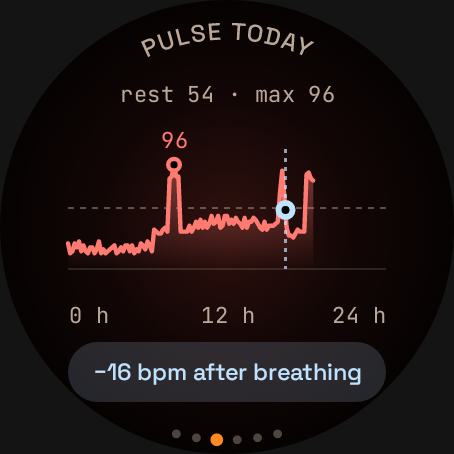 PULSE TODAY
rest 54 · max 96
96
0 h 12 h 24 h
−16 bpm after breathing